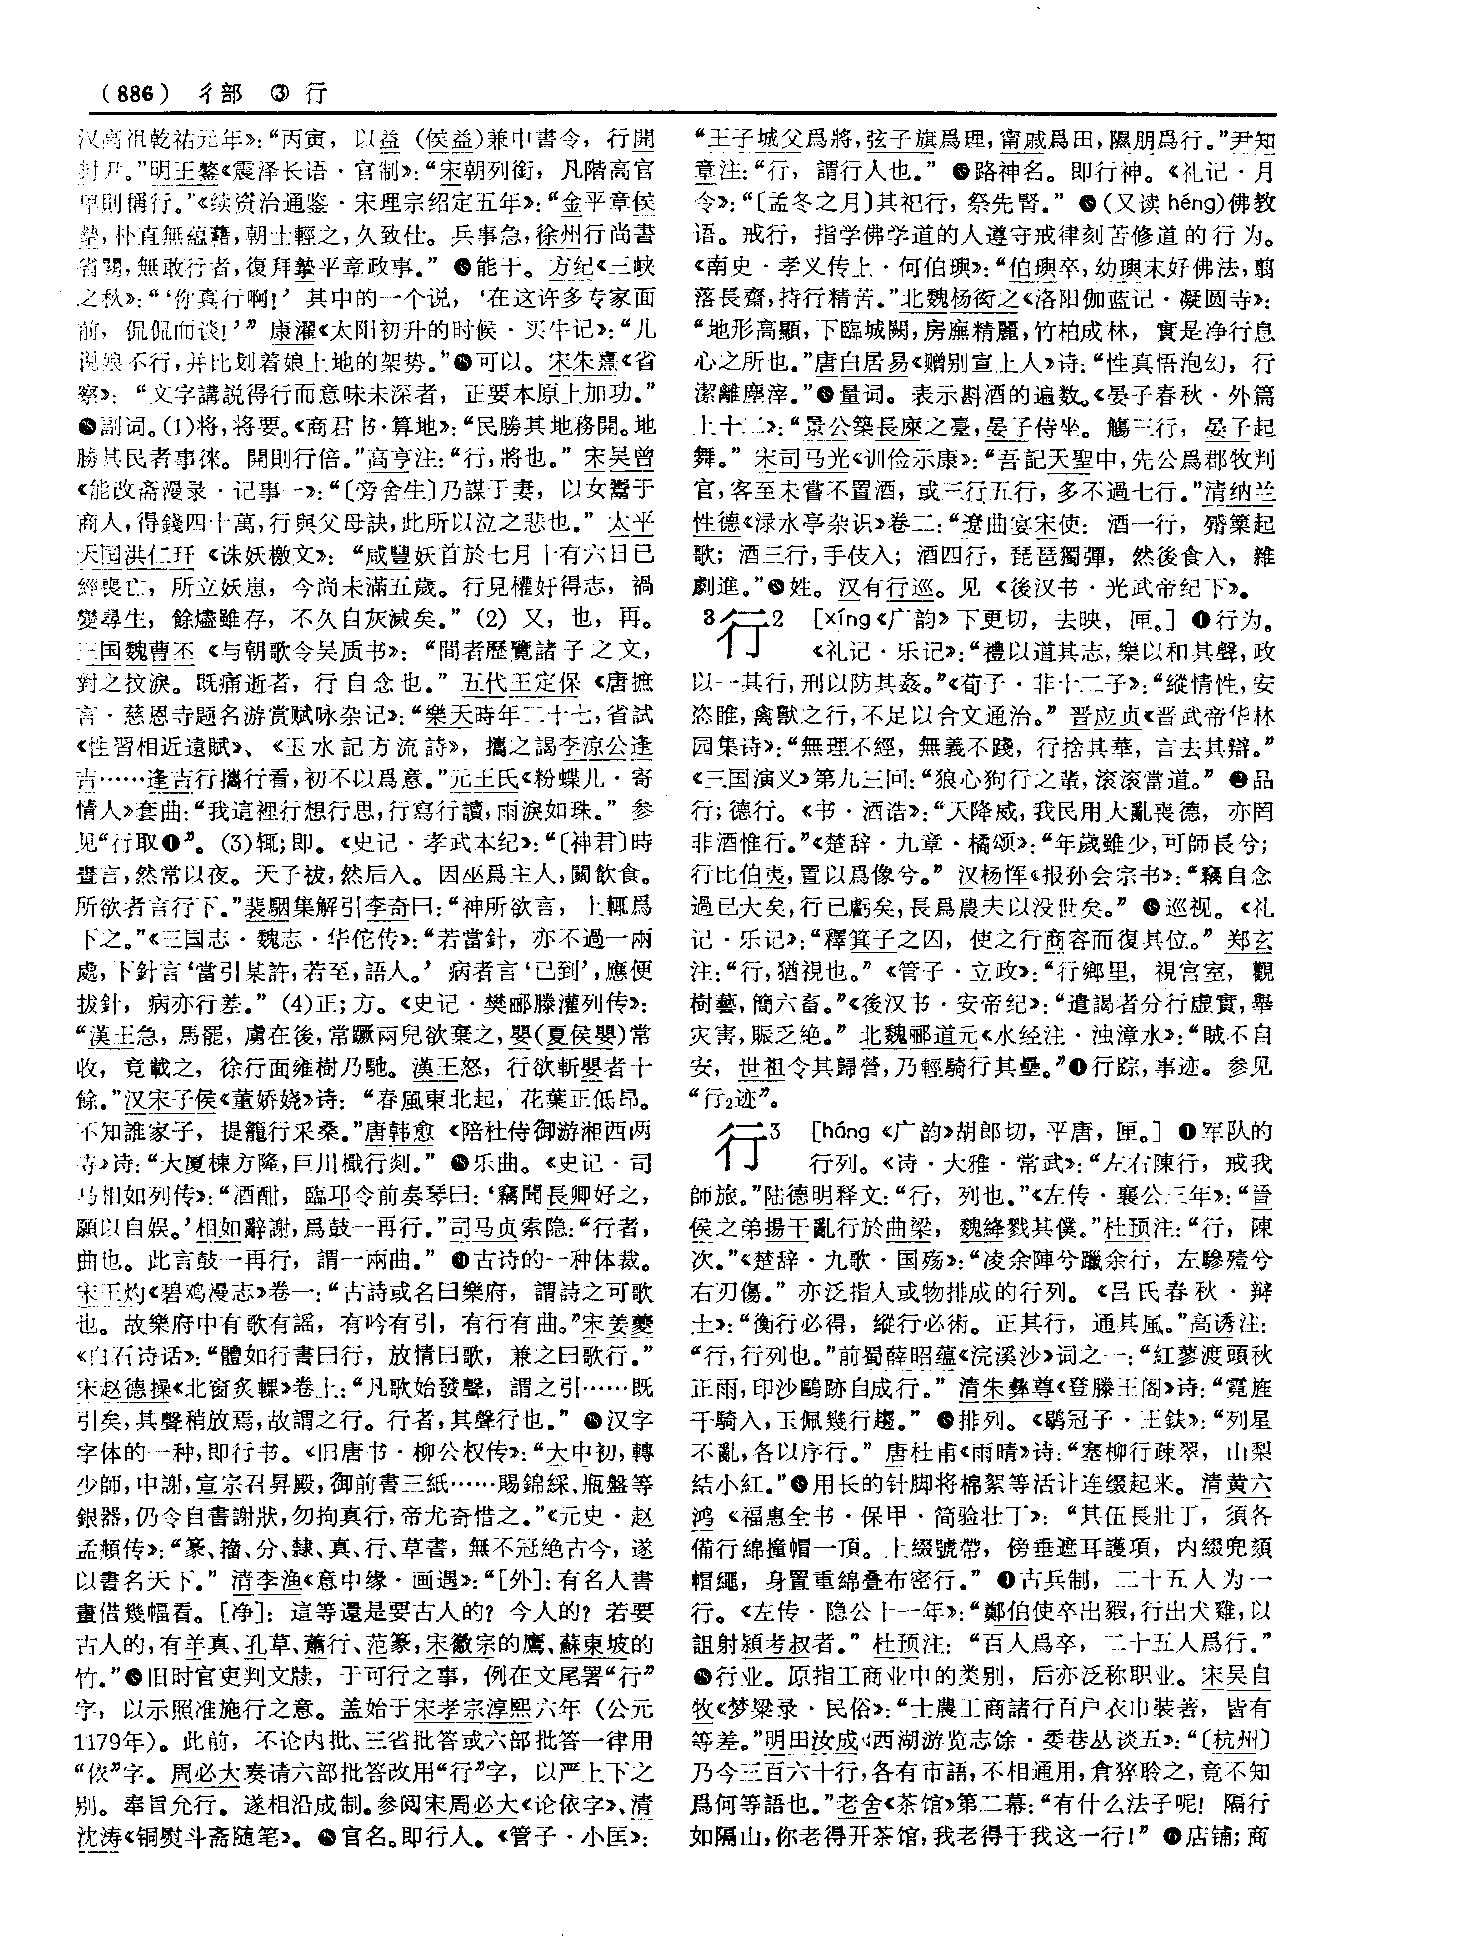 (886) 彳部 ③ 行
汉高祖乾祐元年》：“丙寅，以益（侯益）兼中書令，行開
封尹。”明王鏊《震泽长语·官制》：“宋朝列銜，凡階高官
卑則稱行。”《续资治通鉴·宋理宗绍定五年》：“金平章侯
摯，朴直無藴藉，朝士輕之，久致仕。兵事急，徐州行尚書
省闕，無敢行者，復拜摯平章政事。” 能干。方纪《三峡
之秋》：“‘你真行啊！’其中的一个说，‘在这许多专家面
前，侃侃而谈！’”康濯《太阳初升的时候·买牛记》：“儿
说娘不行，并比划着娘上地的架势。”可以。宋朱熹《省
察》：“文字講説得行而意味未深者，正要本原上加功。”
副词。(1)将，将要。《商君书·算地》：“民勝其地務開。地
勝其民者事徠。開則行倍。”高亨注：“行，將也。”宋吴曾
《能改斋漫录·记事一》：“〔旁舍生〕乃謀于妻，以女鬻于
商人，得錢四十萬，行與父母訣，此所以泣之悲也。”太平
天国洪仁玕《诛妖檄文》：“咸豐妖首於七月十有六日已
經喪亡，所立妖崽，今尚未滿五歲。行見權奸得志，禍
變尋生，餘燼雖存，不久自灰滅矣。”(2)又，也，再。
三国魏曹丕《与朝歌令吴质书》：“間者歷覽諸子之文，
對之抆淚。既痛逝者，行自念也。”五代王定保《唐摭
言·慈恩寺题名游赏赋咏杂记》：“樂天時年二十七，省試
《性習相近遠賦》、《玉水記方流詩》，攜之謁李凉公逢
吉……逢吉行攜行看，初不以爲意。”元王氏《粉蝶儿·寄
情人》套曲：“我這裡行想行思，行寫行讀，雨淚如珠。”参
见“行取❶”。(3)辄；即。《史记·孝武本纪》：“〔神君〕時
晝言，然常以夜。天子祓，然后入。因巫爲主人，關飲食。
所欲者言行下。”裴駰集解引李奇曰：“神所欲言，上輒爲
下之。”《三国志·魏志·华佗传》：“若當針，亦不過一兩
處，下針言‘當引某許，若至，語人。’病者言‘已到’，應便
拔針，病亦行差。”(4)正；方。《史记·樊郦滕灌列传》：
“漢王急，馬罷，虜在後，常蹶兩兒欲棄之，嬰（夏侯嬰）常
收，竟載之，徐行面雍樹乃馳。漢王怒，行欲斬嬰者十
餘。”汉宋子侯《董娇娆》诗：“春風東北起，花葉正低昂。
不知誰家子，提籠行采桑。”唐韩愈《陪杜侍御游湘西两
寺》诗：“大厦棟方隆，巨川檝行剡。” 乐曲。《史记·司
马相如列传》：“酒酣，臨邛令前奏琴曰：‘竊聞長卿好之，
願以自娱。’相如辭謝，爲鼓一再行。”司马贞索隐：“行者，
曲也。此言鼓一再行，謂一兩曲。” 古诗的一种体裁。
宋王灼《碧鸡漫志》卷一：“古詩或名曰樂府，謂詩之可歌
也。故樂府中有歌有謡，有吟有引，有行有曲。”宋姜夔
《白石诗话》：“體如行書曰行，放情曰歌，兼之曰歌行。”
宋赵德操《北窗炙輠》卷上：“凡歌始發聲，謂之引……既
引矣，其聲稍放焉，故謂之行。行者，其聲行也。” 汉字
字体的一种，即行书。《旧唐书·柳公权传》：“大中初，轉
少師，中謝，宣宗召昇殿，御前書三紙……賜錦綵、瓶盤等
銀器，仍令自書謝狀，勿拘真行，帝尤奇惜之。”《元史·赵
孟頫传》：“篆、籀、分、隸、真、行、草書，無不冠絶古今，遂
以書名天下。”清李渔《意中缘·画遇》：“[外]：有名人書
畫借幾幅看。[净]：這等還是要古人的？今人的？若要
古人的，有羊真、孔草、蕭行、范篆，宋徽宗的鷹、蘇東坡的
竹。”旧时官吏判文牍，于可行之事，例在文尾署“行”
字，以示照准施行之意。盖始于宋孝宗淳熙六年（公元
1179年）。此前，不论内批、三省批答或六部批答一律用
“依”字。周必大奏请六部批答改用“行”字，以严上下之
别。奉旨允行。遂相沿成制。参阅宋周必大《论依字》、清
沈涛《铜熨斗斋随笔》。 官名。即行人。《管子·小匡》：
“王子城父爲將，弦子旗爲理，甯戚爲田，隰朋爲行。”尹知
章注：“行，謂行人也。” 路神名。即行神。《礼记·月
令》：“〔孟冬之月〕其祀行，祭先腎。” (又读héng)佛教
语。戒行，指学佛学道的人遵守戒律刻苦修道的行为。
《南史·孝义传上·何伯璵》：“伯璵卒，幼璵末好佛法，翦
落長齋，持行精苦。”北魏杨衒之《洛阳伽蓝记·凝圆寺》：
“地形高顯，下臨城闕，房廡精麗，竹柏成林，實是净行息
心之所也。”唐白居易《赠别宣上人》诗：“性真悟泡幻，行
潔離塵滓。”量词。表示斟酒的遍数。《晏子春秋·外篇
上十二》：“景公築長庲之臺，晏子侍坐。觴三行，晏子起
舞。”宋司马光《训俭示康》：“吾記天聖中，先公爲郡牧判
官，客至未嘗不置酒，或三行五行，多不過七行。”清纳兰
性德《渌水亭杂识》卷二：“遼曲宴宋使：酒一行，觱篥起
歌；酒三行，手伎入；酒四行，琵琶獨彈，然後食入，雜
劇進。”姓。汉有行巡。见《後汉书·光武帝纪下》。
3行2 [xíng《广韵》下更切，去映，匣。] ❶行为。
《礼记·乐记》：“禮以道其志，樂以和其聲，政
以一其行，刑以防其姦。”《荀子·非十二子》：“縱情性，安
恣睢，禽獸之行，不足以合文通治。”晋应贞《晋武帝华林
园集诗》：“無理不經，無義不踐，行捨其華，言去其辯。”
《三国演义》第九三回：“狼心狗行之輩，滚滚當道。” ❷品
行；德行。《书·酒诰》：“天降威，我民用大亂喪德，亦罔
非酒惟行。”《楚辞·九章·橘颂》：“年歲雖少，可師長兮；
行比伯夷，置以爲像兮。”汉杨恽《报孙会宗书》：“竊自念
過已大矣，行已虧矣，長爲農夫以没世矣。” ❸巡视。《礼
记·乐记》：“釋箕子之囚，使之行商容而復其位。”郑玄
注：“行，猶視也。”《管子·立政》：“行鄉里，視宫室，觀
樹藝，簡六畜。”《後汉书·安帝纪》：“遣謁者分行虚實，舉
灾害，賑乏絶。”北魏郦道元《水经注·浊漳水》：“賊不自
安，世祖令其歸營，乃輕騎行其壘。”❹行踪，事迹。参见
“行₂迹”。
行3 [háng《广韵》胡郎切，平唐，匣。] ❶军队的
行列。《诗·大雅·常武》：“左右陳行，戒我
師旅。”陆德明释文：“行，列也。”《左传·襄公三年》：“晉
侯之弟揚干亂行於曲梁，魏絳戮其僕。”杜预注：“行，陳
次。”《楚辞·九歌·国殇》：“凌余陣兮躐余行，左驂殪兮
右刃傷。”亦泛指人或物排成的行列。《吕氏春秋·辩
土》：“衡行必得，縱行必術。正其行，通其風。”高诱注：
“行，行列也。”前蜀薛昭蕴《浣溪沙》词之一：“紅蓼渡頭秋
正雨，印沙鷗跡自成行。”清朱彝尊《登滕王阁》诗：“霓旌
千騎入，玉佩幾行趨。” ❷排列。《鹖冠子·王鈇》：“列星
不亂，各以序行。”唐杜甫《雨晴》诗：“塞柳行疎翠，山梨
結小紅。”❸用长的针脚将棉絮等活计连缀起来。清黄六
鸿《福惠全书·保甲·简验壮丁》：“其伍長壯丁，須各
備行綿撞帽一頂。上綴號帶，傍垂遮耳護項，内綴兜頦
帽繩，身置重綿叠布密行。” ❹古兵制，二十五人为一
行。《左传·隐公十一年》：“鄭伯使卒出豭，行出犬雞，以
詛射潁考叔者。”杜预注：“百人爲卒，二十五人爲行。”
❺行业。原指工商业中的类别，后亦泛称职业。宋吴自
牧《梦粱录·民俗》：“士農工商諸行百户衣巾裝著，皆有
等差。”明田汝成《西湖游览志馀·委巷丛谈五》：“〔杭州〕
乃今三百六十行，各有市語，不相通用，倉猝聆之，竟不知
爲何等語也。”老舍《茶馆》第二幕：“有什么法子呢！隔行
如隔山，你老得开茶馆，我老得干我这一行！” ❻店铺；商